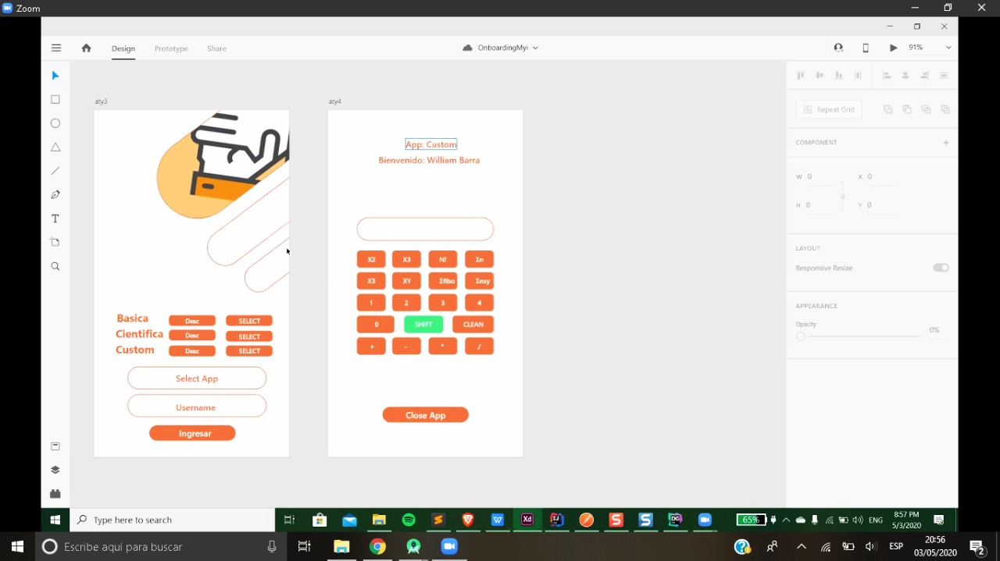 Zoom
Design Prototype Share
OnboardingMyi
91%
aty3
aty4
App: Custom
Bienvenido: William Barra
X2 X3 N! Σn
X3 XY Σfibo Σnxy
1 2 3 4
0 SHIFT CLEAN
+ - * /
Close App
Basica Desc SELECT
Cientifica Desc SELECT
Custom Desc SELECT
Select App
Username
Ingresar
Repeat Grid
COMPONENT +
W 0 X 0
H 0 Y 0
LAYOUT
Responsive Resize
APPEARANCE
Opacity
0%
Type here to search
Xd
IJ
DG
65%
ENG
8:57 PM
5/3/2020
Escribe aquí para buscar
ESP
20:56
03/05/2020
2